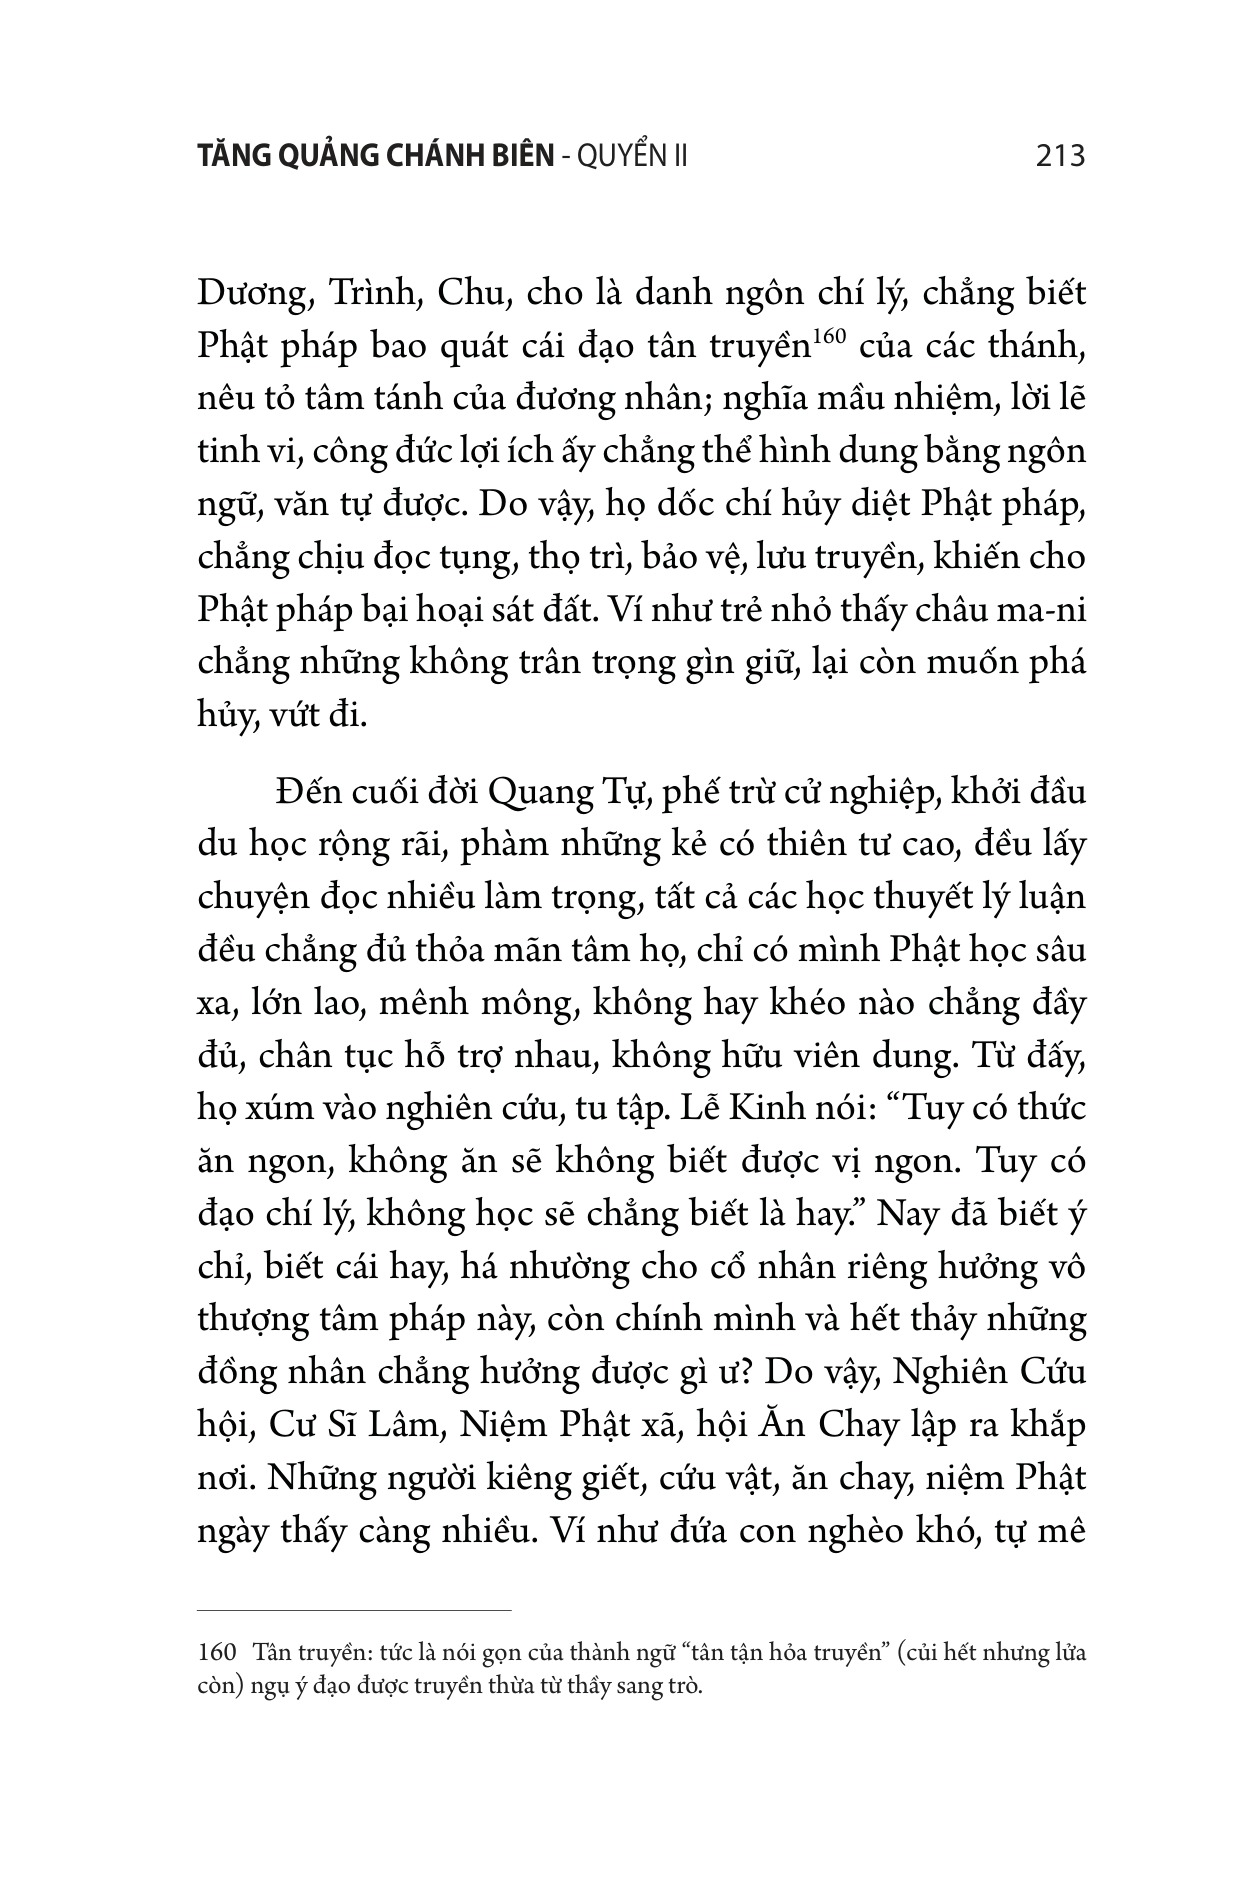 TĂNG QUẢNG CHÁNH BIÊN - QUYỂN II 213
Dương, Trình, Chu, cho là danh ngôn chí lý, chẳng biết
Phật pháp bao quát cái đạo tân truyền160 của các thánh,
nêu tỏ tâm tánh của đương nhân; nghĩa mầu nhiệm, lời lẽ
tinh vi, công đức lợi ích ấy chẳng thể hình dung bằng ngôn
ngữ, văn tự được. Do vậy, họ dốc chí hủy diệt Phật pháp,
chẳng chịu đọc tụng, thọ trì, bảo vệ, lưu truyền, khiến cho
Phật pháp bại hoại sát đất. Ví như trẻ nhỏ thấy châu ma-ni
chẳng những không trân trọng gìn giữ, lại còn muốn phá
hủy, vứt đi.
Đến cuối đời Quang Tự, phế trừ cử nghiệp, khởi đầu
du học rộng rãi, phàm những kẻ có thiên tư cao, đều lấy
chuyện đọc nhiều làm trọng, tất cả các học thuyết lý luận
đều chẳng đủ thỏa mãn tâm họ, chỉ có mình Phật học sâu
xa, lớn lao, mênh mông, không hay khéo nào chẳng đầy
đủ, chân tục hỗ trợ nhau, không hữu viên dung. Từ đấy,
họ xúm vào nghiên cứu, tu tập. Lễ Kinh nói: “Tuy có thức
ăn ngon, không ăn sẽ không biết được vị ngon. Tuy có
đạo chí lý, không học sẽ chẳng biết là hay.” Nay đã biết ý
chỉ, biết cái hay, há nhường cho cổ nhân riêng hưởng vô
thượng tâm pháp này, còn chính mình và hết thảy những
đồng nhân chẳng hưởng được gì ư? Do vậy, Nghiên Cứu
hội, Cư Sĩ Lâm, Niệm Phật xã, hội Ăn Chay lập ra khắp
nơi. Những người kiêng giết, cứu vật, ăn chay, niệm Phật
ngày thấy càng nhiều. Ví như đứa con nghèo khó, tự mê
160 Tân truyền: tức là nói gọn của thành ngữ “tân tận hỏa truyền” (củi hết nhưng lửa
còn) ngụ ý đạo được truyền thừa từ thầy sang trò.